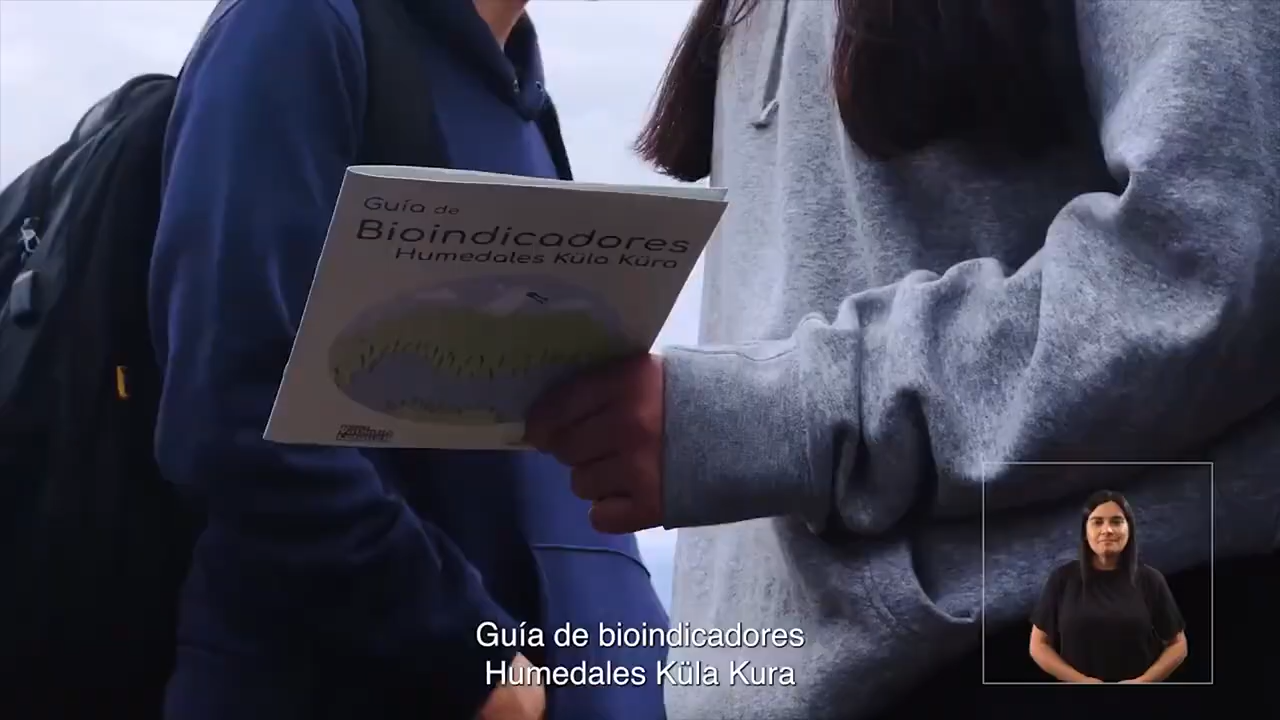 Guía de
Bioindicadores
Humedales Küla Küra
Guía de bioindicadores
Humedales Küla Kura